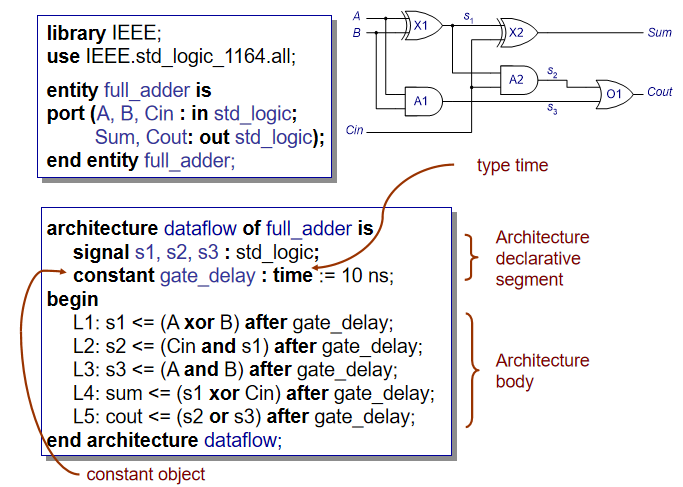 library IEEE;
use IEEE.std_logic_1164.all;
entity full_adder is
port (A, B, Cin : in std_logic;
Sum, Cout: out std_logic);
end entity full_adder;
A
B
X1
s1
X2
Sum
A2
s2
A1
O1
Cout
s3
Cin
type time
architecture dataflow of full_adder is
signal s1, s2, s3 : std_logic;
constant gate_delay : time := 10 ns;
begin
L1: s1 <= (A xor B) after gate_delay;
L2: s2 <= (Cin and s1) after gate_delay;
L3: s3 <= (A and B) after gate_delay;
L4: sum <= (s1 xor Cin) after gate_delay;
L5: cout <= (s2 or s3) after gate_delay;
end architecture dataflow;
Architecture
declarative
segment
Architecture
body
constant object